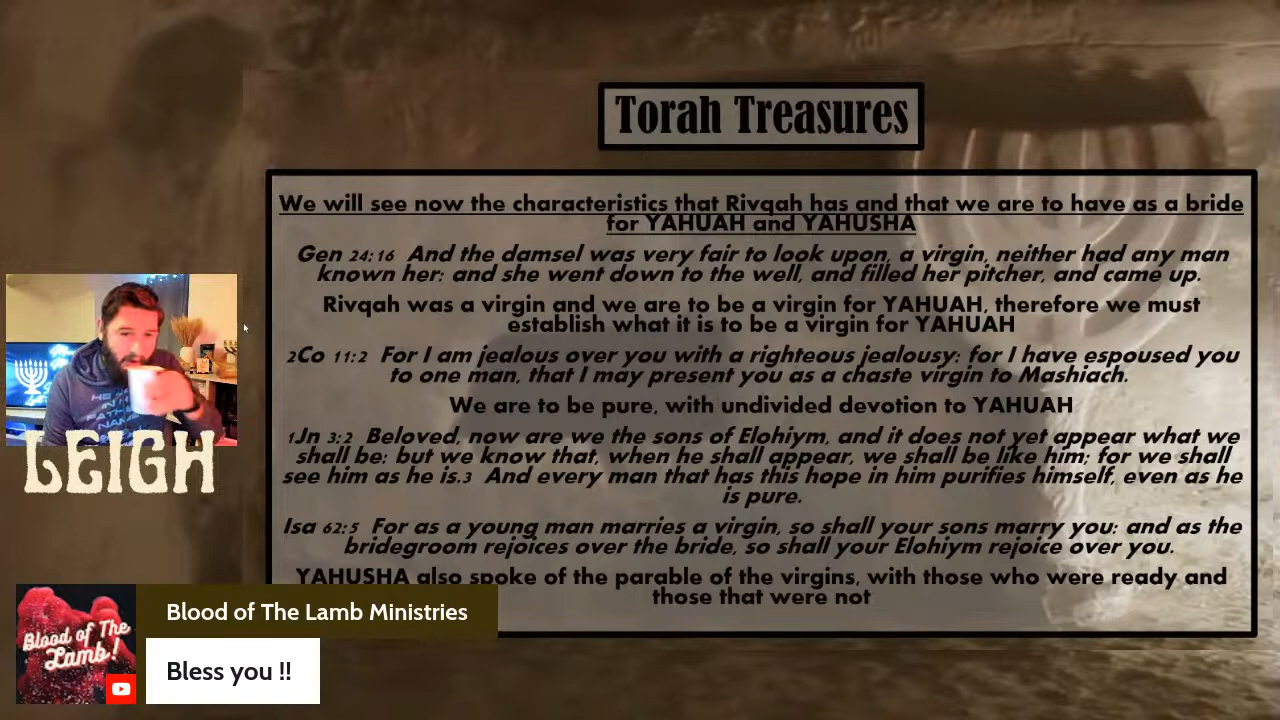 Torah Treasures
We will see now the characteristics that Rivqah has and that we are to have as a bride
for YAHUAH and YAHUSHA
Gen 24:16 And the damsel was very fair to look upon, a virgin, neither had any man
known her: and she went down to the well, and filled her pitcher, and came up.
Rivqah was a virgin and we are to be a virgin for YAHUAH, therefore we must
establish what it is to be a virgin for YAHUAH
2Co 11:2 For I am jealous over you with a righteous jealousy: for I have espoused you
to one man, that I may present you as a chaste virgin to Mashiach.
We are to be pure, with undivided devotion to YAHUAH
1Jn 3:2 Beloved, now are we the sons of Elohiym, and it does not yet appear what we
shall be: but we know that, when he shall appear, we shall be like him; for we shall
see him as he is.3 And every man that has this hope in him purifies himself, even as he
is pure.
Isa 62:5 For as a young man marries a virgin, so shall your sons marry you: and as the
bridegroom rejoices over the bride, so shall your Elohiym rejoice over you.
YAHUSHA also spoke of the parable of the virgins, with those who were ready and
those that were not
HE
IN
FATHE
NAM
LEIGH
Blood of The
Lamb!
Blood of The Lamb Ministries
Bless you !!